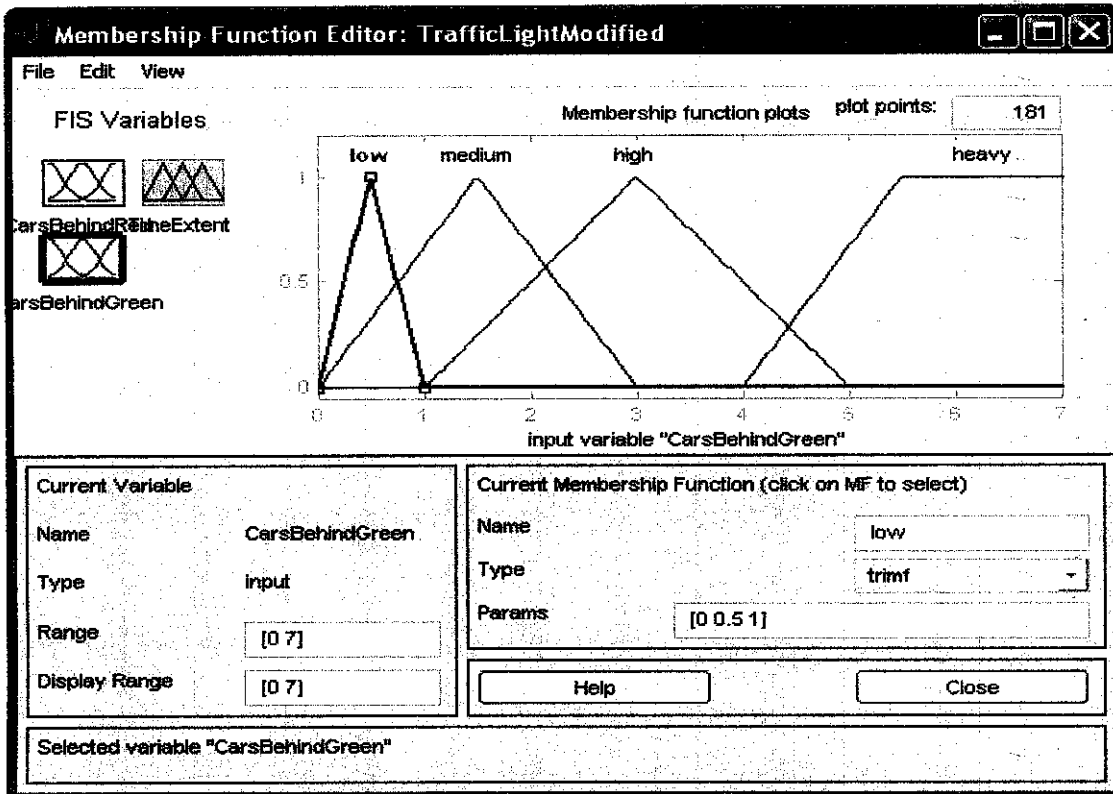 Membership Function Editor: TrafficLightModified
File Edit View
FIS Variables
Membership function plots plot points: 181
low medium high heavy
1
0.5
0
0 1 2 3 4 5 6 7
input variable "CarsBehindGreen"
TimeExtent
arsBehindGreen
Current Variable
Name CarsBehindGreen
Type input
Range [0 7]
Display Range [0 7]
Current Membership Function (click on MF to select)
Name low
Type trimf
Params [0 0.5 1]
Help Close
Selected variable "CarsBehindGreen"